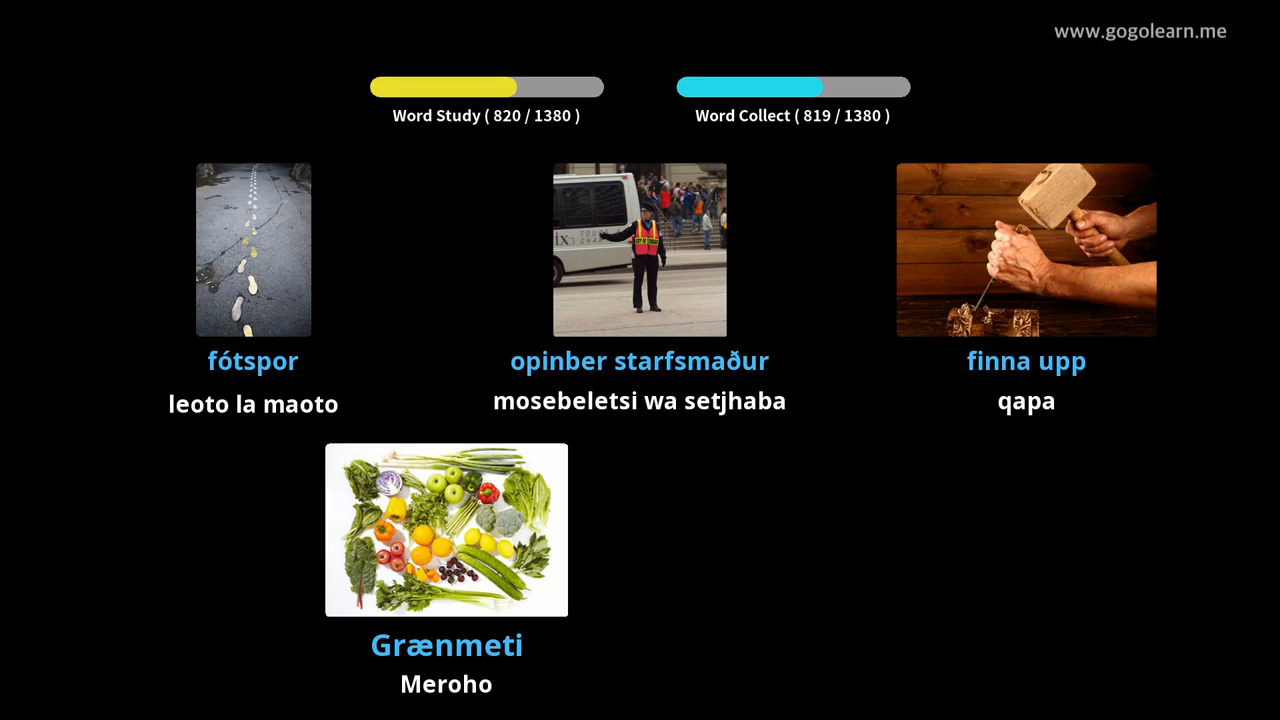 www.gogolearn.me
Word Study ( 820 / 1380 )
Word Collect ( 819 / 1380 )
fótspor
leoto la maoto
opinber starfsmaður
mosebeletsi wa setjhaba
finna upp
qapa
Grænmeti
Meroho